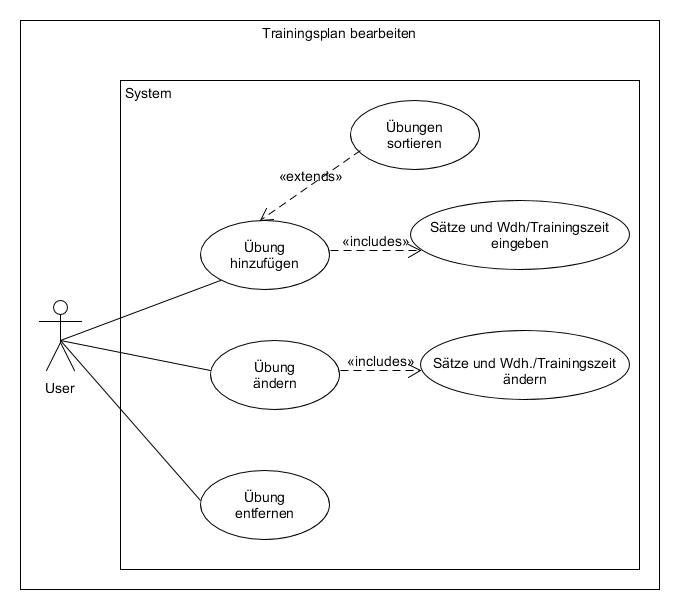 Trainingsplan bearbeiten
System
Übungen
sortieren
«extends»
Übung
hinzufügen
«includes»
Sätze und Wdh/Trainingszeit
eingeben
User
Übung
ändern
«includes»
Sätze und Wdh./Trainingszeit
ändern
Übung
entfernen